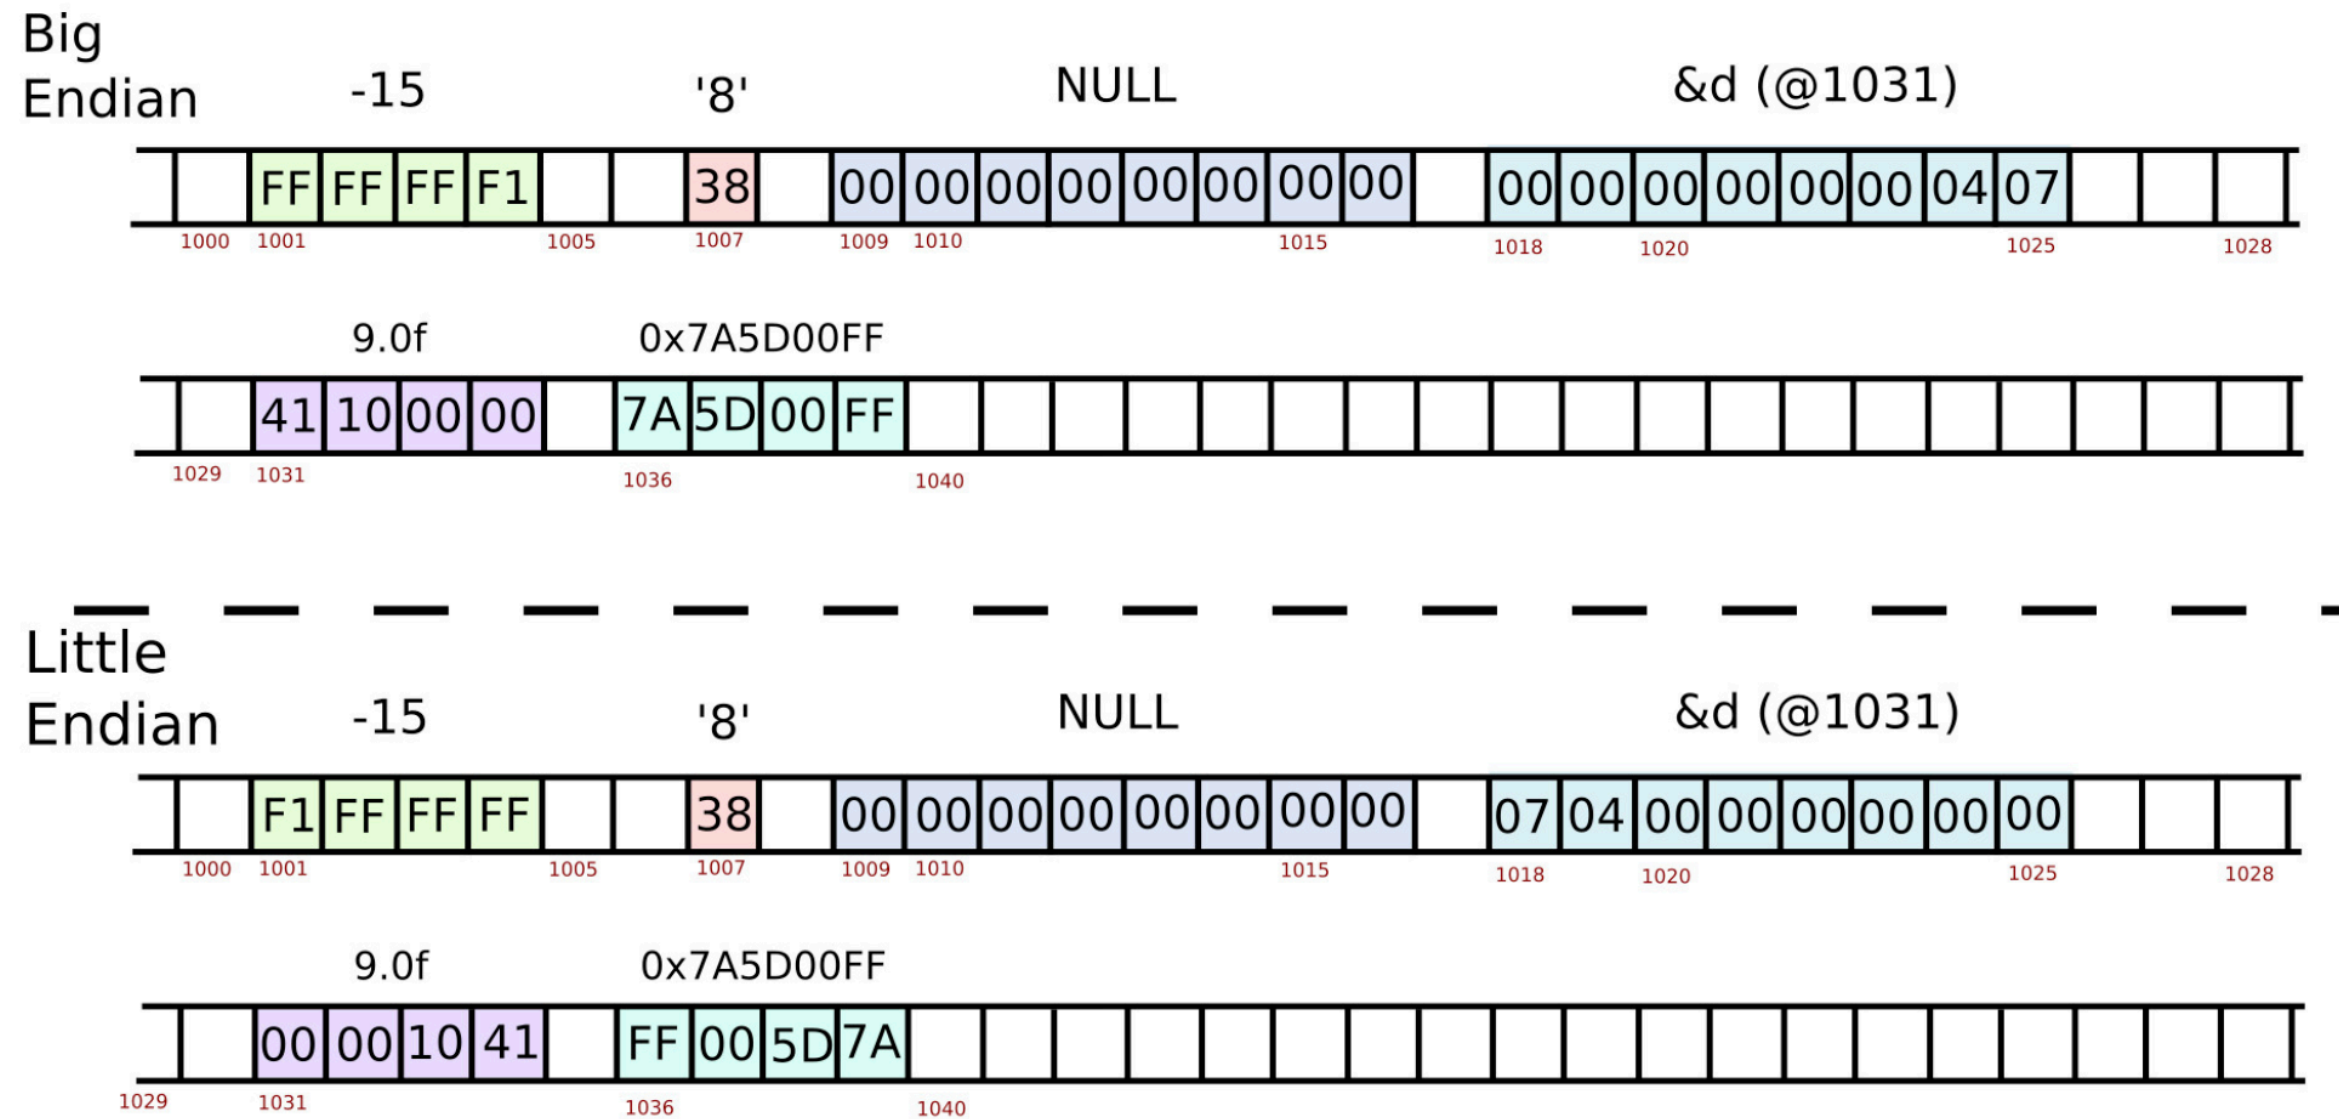 Big
Endian
-15 '8' NULL &d (@1031)
FF FF FF F1 38 00 00 00 00 00 00 00 00 00 00 00 00 00 00 04 07
1000 1001 1005 1007 1009 1010 1015 1018 1020 1025 1028
9.0f 0x7A5D00FF
41 10 00 00 7A 5D 00 FF
1029 1031 1036 1040
Little
Endian
-15 '8' NULL &d (@1031)
F1 FF FF FF 38 00 00 00 00 00 00 00 00 07 04 00 00 00 00 00 00
1000 1001 1005 1007 1009 1010 1015 1018 1020 1025 1028
9.0f 0x7A5D00FF
00 00 10 41 FF 00 5D 7A
1029 1031 1036 1040